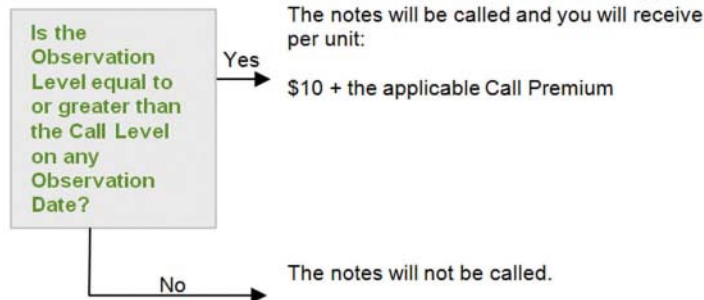 Is the
Observation
Level equal to
or greater than
the Call Level
on any
Observation
Date?
Yes
The notes will be called and you will receive
per unit:
$10 + the applicable Call Premium
No
The notes will not be called.